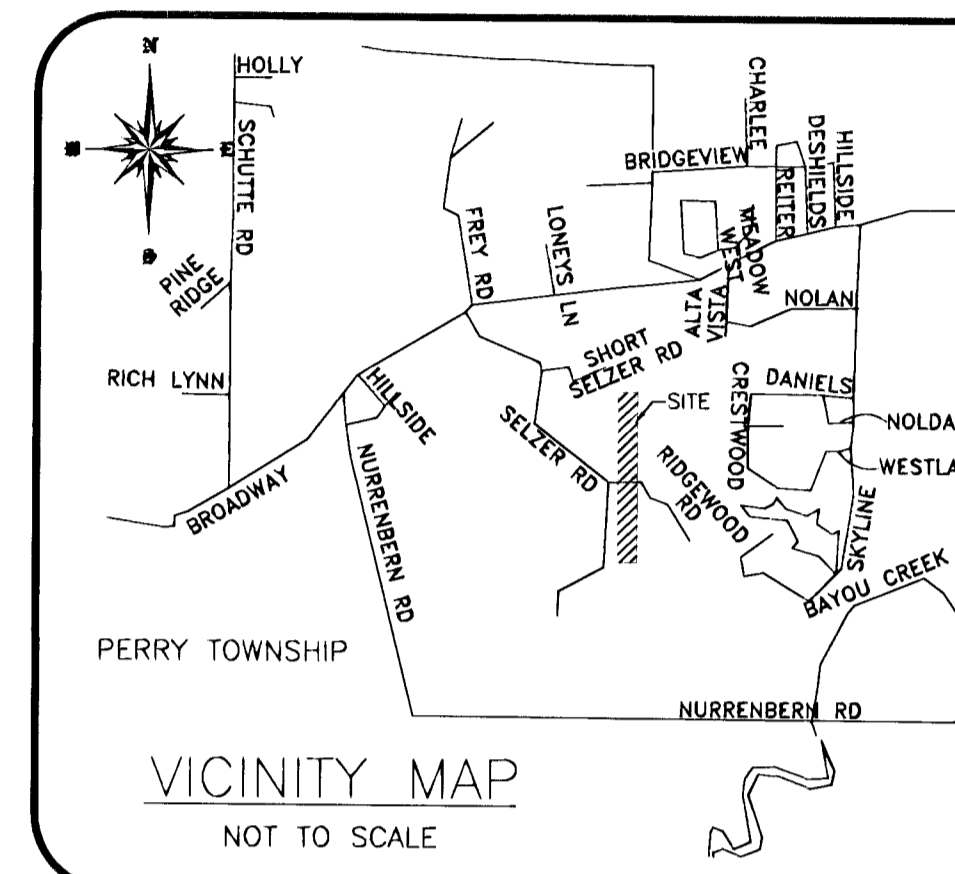 N
HOLLY
SCHUTTE RD
PINE
RIDGE
RICH LYNN
BROADWAY
HILLSIDE
NURRENBERN RD
FREY RD
LONEYS LN
SHORT
SELZER RD
SELZER RD
SITE
RIDGEWOOD
RD
BRIDGEVIEW
CHARLEE
REITER
DESHIELDS
HILLSIDE
MEADOW
WEST
ALTA
VISTA
NOLAN
DANIELS
CRESTWOOD
NOLDA
WESTLA
SKYLINE
BAYOU CREEK
NURRENBERN RD
PERRY TOWNSHIP
VICINITY MAP
NOT TO SCALE